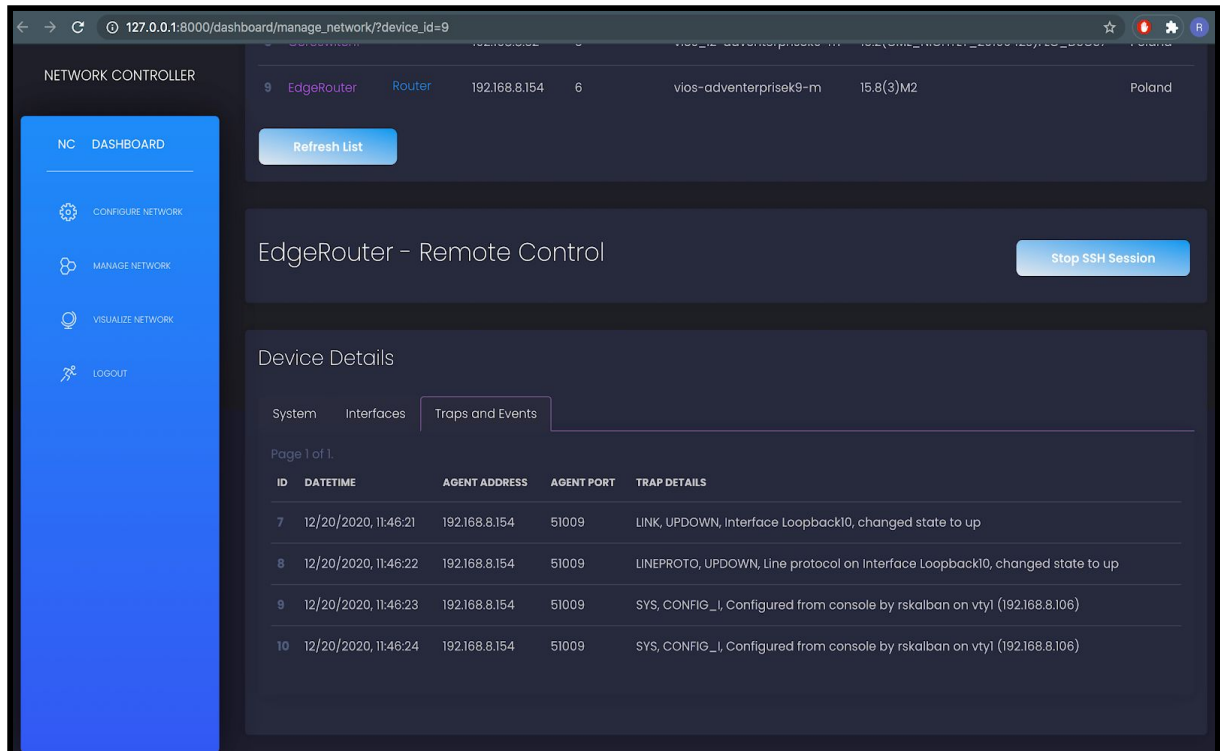 127.0.0.1:8000/dashboard/manage_network/?device_id=9
R
NETWORK CONTROLLER
NC DASHBOARD
CONFIGURE NETWORK
MANAGE NETWORK
VISUALIZE NETWORK
LOGOUT
Poland
9 EdgeRouter Router 192.168.8.154 6 vios-adventerprisek9-m 15.8(3)M2 Poland
Refresh List
EdgeRouter - Remote Control
Stop SSH Session
Device Details
System Interfaces Traps and Events
Page 1 of 1.
ID DATETIME AGENT ADDRESS AGENT PORT TRAP DETAILS
7 12/20/2020, 11:46:21 192.168.8.154 51009 LINK, UPDOWN, Interface Loopback10, changed state to up
8 12/20/2020, 11:46:22 192.168.8.154 51009 LINEPROTO, UPDOWN, Line protocol on Interface Loopback10, changed state to up
9 12/20/2020, 11:46:23 192.168.8.154 51009 SYS, CONFIG_I, Configured from console by rskalban on vty1 (192.168.8.106)
10 12/20/2020, 11:46:24 192.168.8.154 51009 SYS, CONFIG_I, Configured from console by rskalban on vty1 (192.168.8.106)